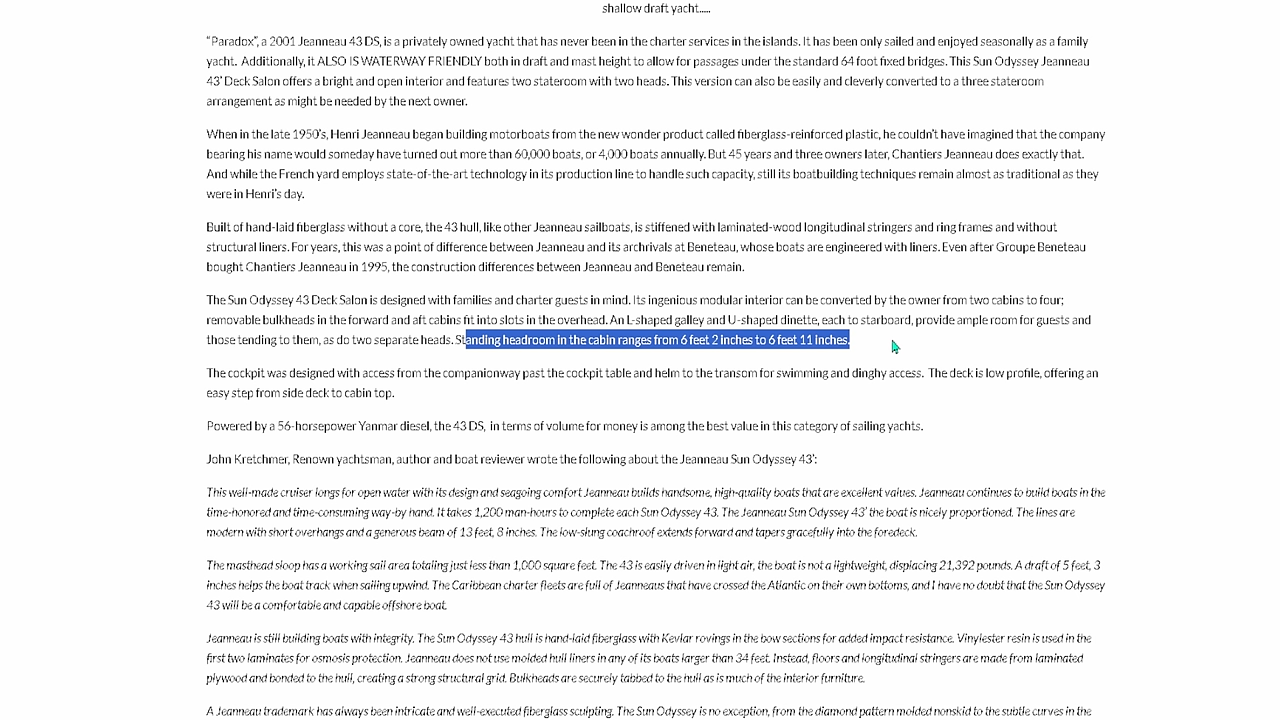 shallow draft yacht.....
“Paradox”, a 2001 Jeanneau 43 DS, is a privately owned yacht that has never been in the charter services in the islands. It has been only sailed and enjoyed seasonally as a family
yacht.  Additionally, it ALSO IS WATERWAY FRIENDLY both in draft and mast height to allow for passages under the standard 64 foot fixed bridges. This Sun Odyssey Jeanneau
43’ Deck Salon offers a bright and open interior and features two stateroom with two heads. This version can also be easily and cleverly converted to a three stateroom
arrangement as might be needed by the next owner.
When in the late 1950’s, Henri Jeanneau began building motorboats from the new wonder product called fiberglass-reinforced plastic, he couldn’t have imagined that the company
bearing his name would someday have turned out more than 60,000 boats, or 4,000 boats annually. But 45 years and three owners later, Chantiers Jeanneau does exactly that.
And while the French yard employs state-of-the-art technology in its production line to handle such capacity, still its boatbuilding techniques remain almost as traditional as they
were in Henri’s day.
Built of hand-laid fiberglass without a core, the 43 hull, like other Jeanneau sailboats, is stiffened with laminated-wood longitudinal stringers and ring frames and without
structural liners. For years, this was a point of difference between Jeanneau and its archrivals at Beneteau, whose boats are engineered with liners. Even after Groupe Beneteau
bought Chantiers Jeanneau in 1995, the construction differences between Jeanneau and Beneteau remain.
The Sun Odyssey 43 Deck Salon is designed with families and charter guests in mind. Its ingenious modular interior can be converted by the owner from two cabins to four;
removable bulkheads in the forward and aft cabins fit into slots in the overhead. An L-shaped galley and U-shaped dinette, each to starboard, provide ample room for guests and
those tending to them, as do two separate heads. Standing headroom in the cabin ranges from 6 feet 2 inches to 6 feet 11 inches.
The cockpit was designed with access from the companionway past the cockpit table and helm to the transom for swimming and dinghy access.  The deck is low profile, offering an
easy step from side deck to cabin top.
Powered by a 56-horsepower Yanmar diesel, the 43 DS,  in terms of volume for money is among the best value in this category of sailing yachts.
John Kretchmer, Renown yachtsman, author and boat reviewer wrote the following about the Jeanneau Sun Odyssey 43’:
This well-made cruiser longs for open water with its design and seagoing comfort Jeanneau builds handsome, high-quality boats that are excellent values. Jeanneau continues to build boats in the
time-honored and time-consuming way-by hand. It takes 1,200 man-hours to complete each Sun Odyssey 43. The Jeanneau Sun Odyssey 43’ the boat is nicely proportioned. The lines are
modern with short overhangs and a generous beam of 13 feet, 8 inches. The low-slung coachroof extends forward and tapers gracefully into the foredeck.
The masthead sloop has a working sail area totaling just less than 1,000 square feet. The 43 is easily driven in light air, the boat is not a lightweight, displacing 21,392 pounds. A draft of 5 feet, 3
inches helps the boat track when sailing upwind. The Caribbean charter fleets are full of Jeanneaus that have crossed the Atlantic on their own bottoms, and I have no doubt that the Sun Odyssey
43 will be a comfortable and capable offshore boat.
Jeanneau is still building boats with integrity. The Sun Odyssey 43 hull is hand-laid fiberglass with Kevlar rovings in the bow sections for added impact resistance. Vinylester resin is used in the
first two laminates for osmosis protection. Jeanneau does not use molded hull liners in any of its boats larger than 34 feet. Instead, floors and longitudinal stringers are made from laminated
plywood and bonded to the hull, creating a strong structural grid. Bulkheads are securely tabbed to the hull as is much of the interior furniture.
A Jeanneau trademark has always been intricate and well-executed fiberglass sculpting. The Sun Odyssey is no exception, from the diamond pattern molded nonskid to the subtle curves in the